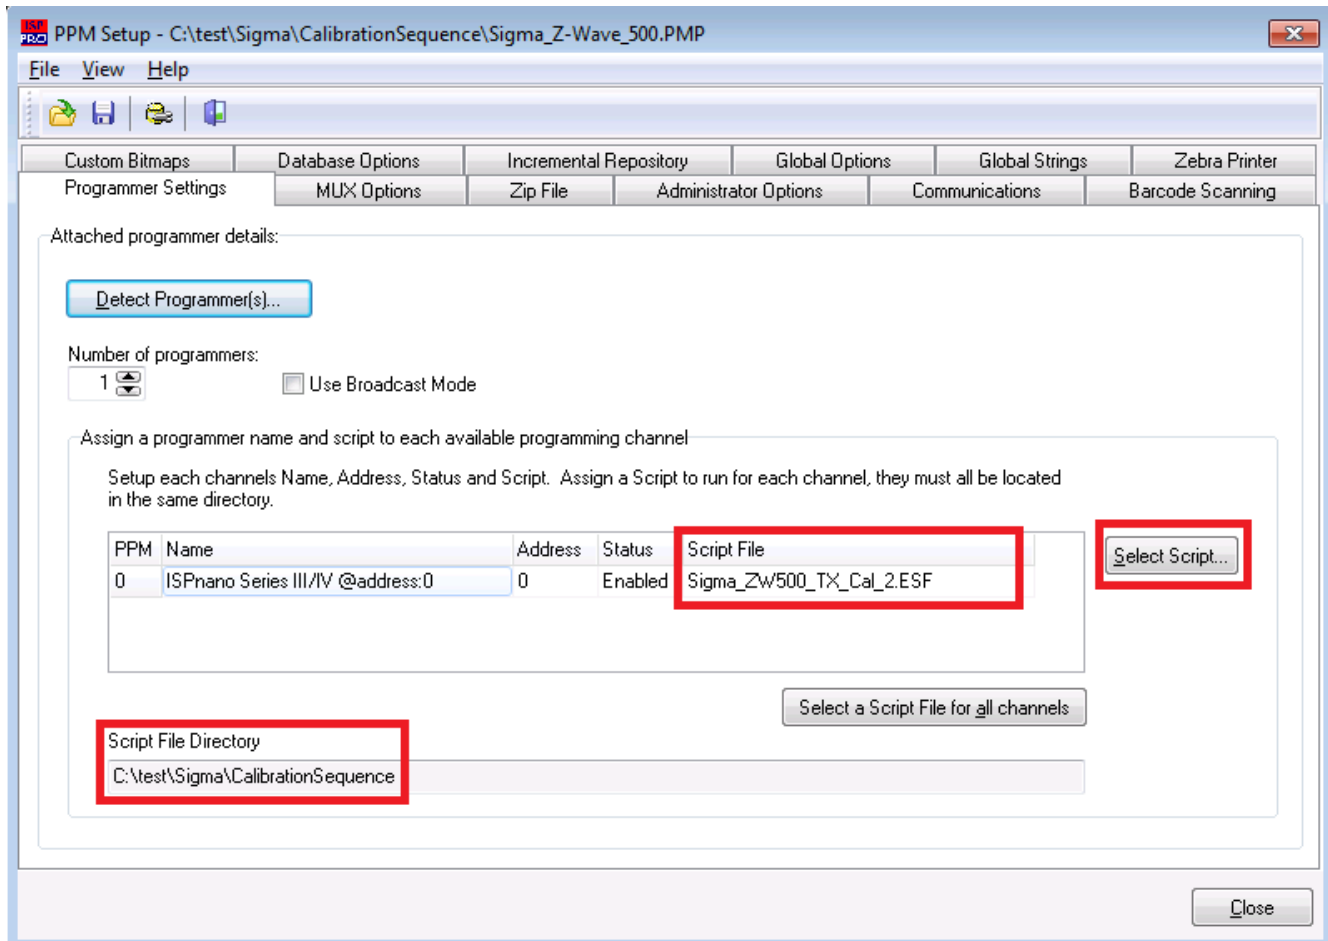 ISP
PRO
PPM Setup - C:\test\Sigma\CalibrationSequence\Sigma_Z-Wave_500.PMP
File View Help
Custom Bitmaps Database Options Incremental Repository Global Options Global Strings Zebra Printer
Programmer Settings MUX Options Zip File Administrator Options Communications Barcode Scanning
Attached programmer details:
Detect Programmer(s)...
Number of programmers:
1 Use Broadcast Mode
Assign a programmer name and script to each available programming channel
Setup each channels Name, Address, Status and Script. Assign a Script to run for each channel, they must all be located
in the same directory.
PPM Name Address Status Script File
Select Script...
0 ISPnano Series III/IV @address:0 0 Enabled Sigma_ZW500_TX_Cal_2.ESF
Select a Script File for all channels
Script File Directory
C:\test\Sigma\CalibrationSequence
Close